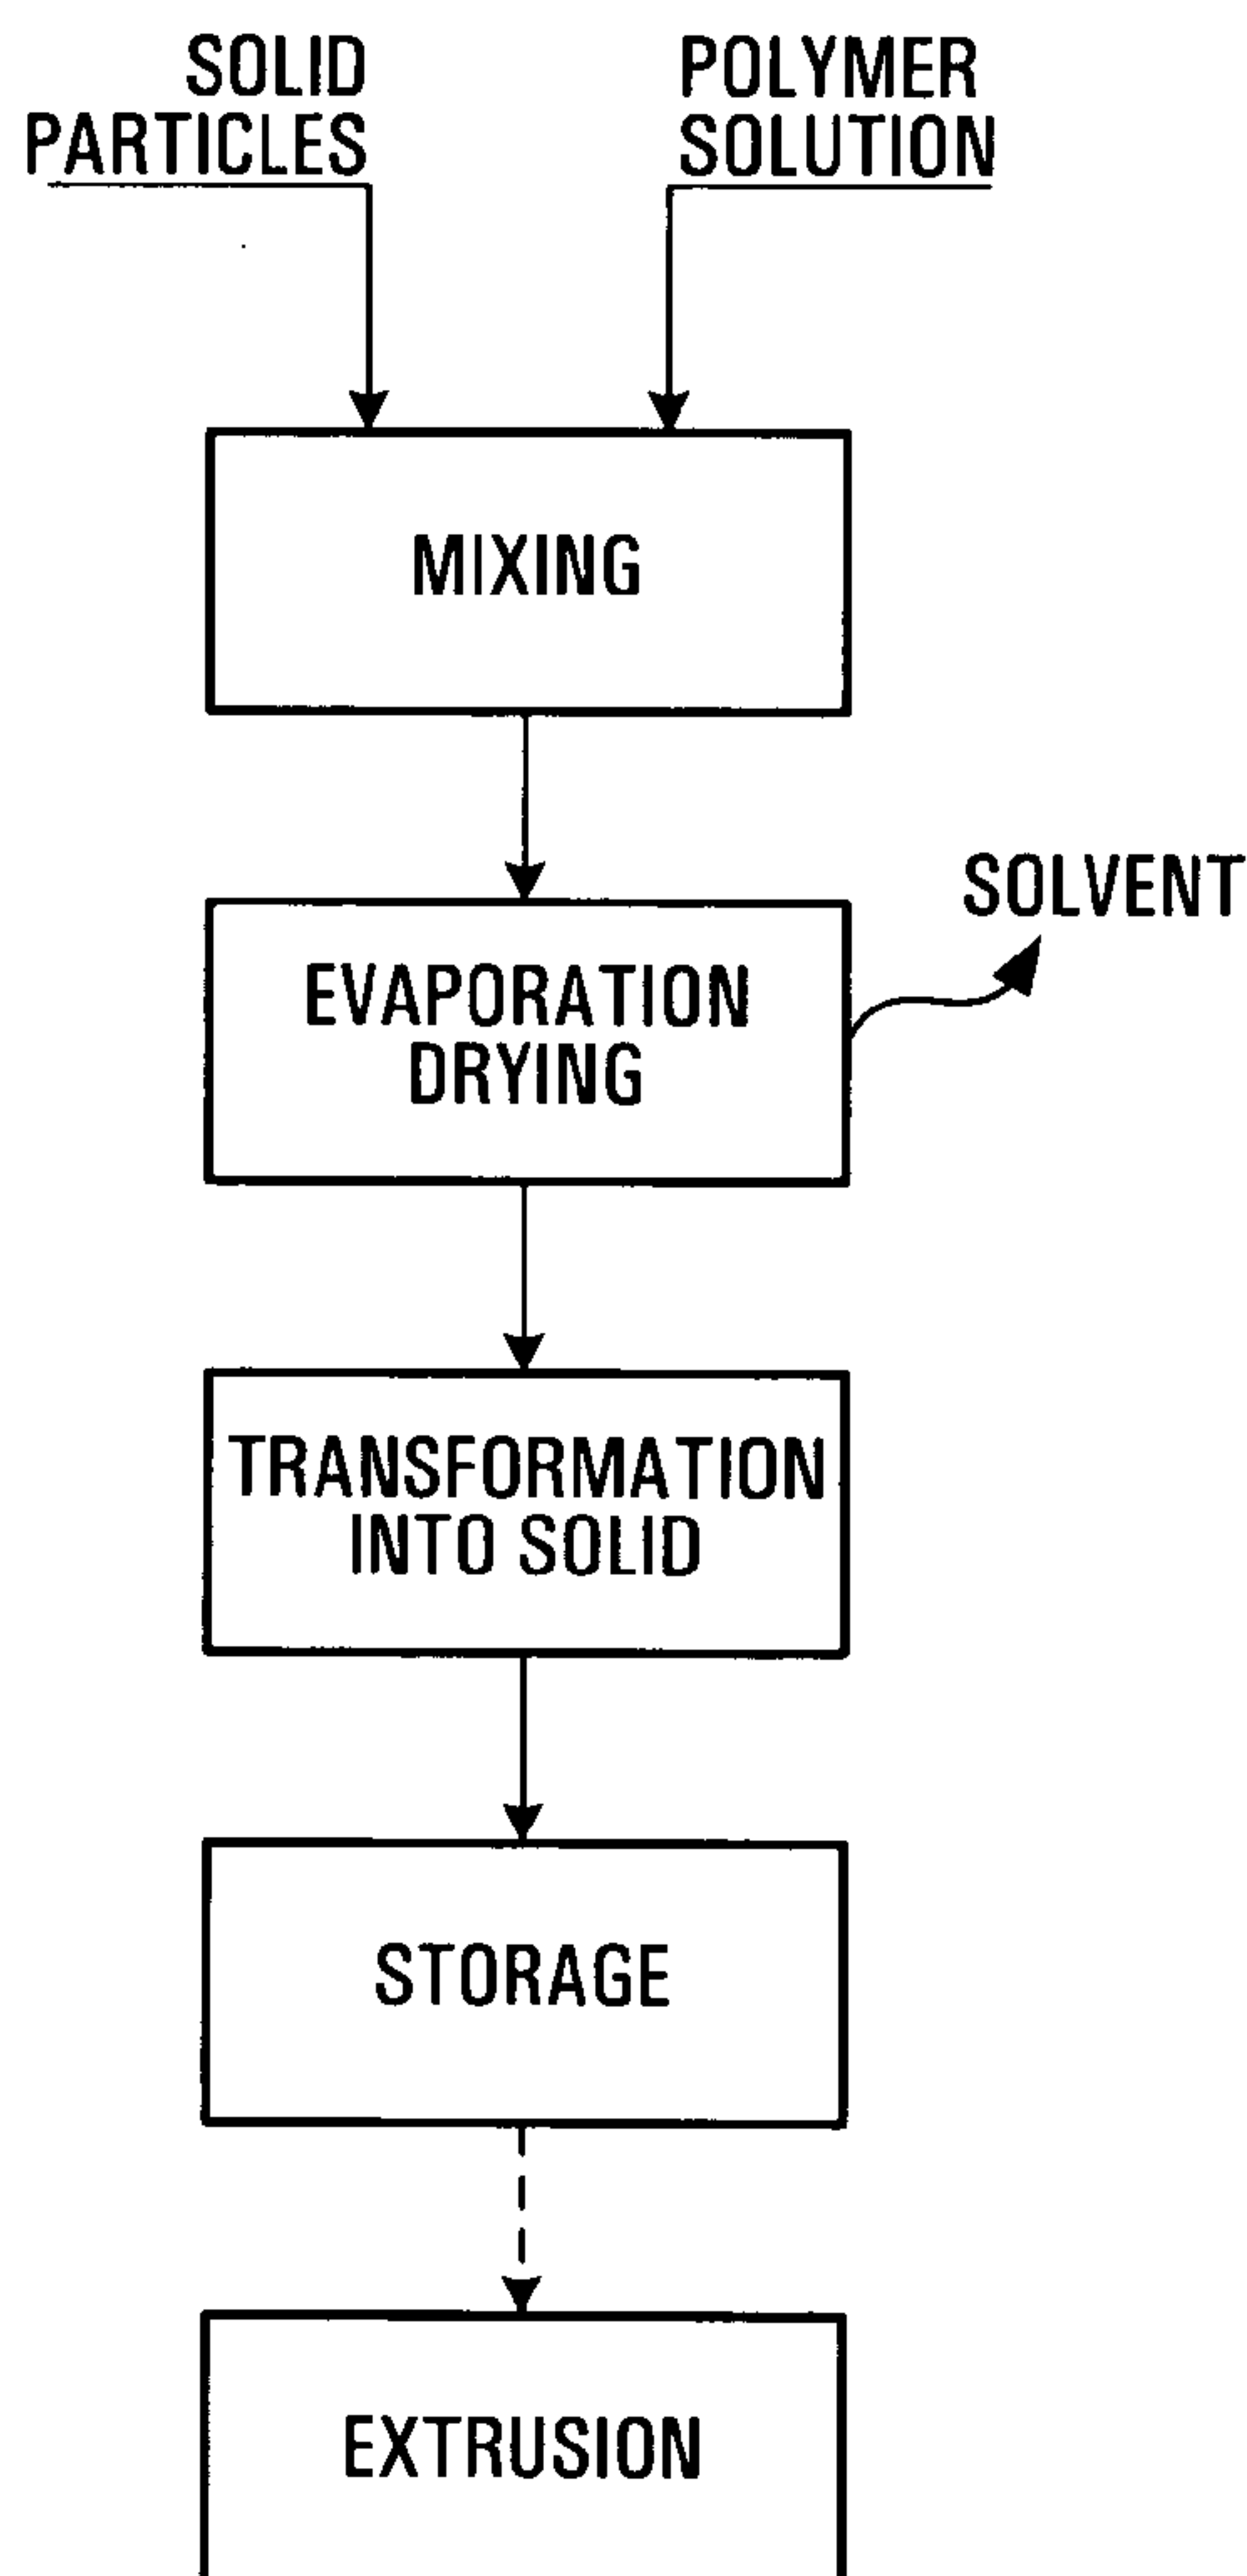 SOLID
PARTICLES
POLYMER
SOLUTION
MIXING
SOLVENT
EVAPORATION
DRYING
TRANSFORMATION
INTO SOLID
STORAGE
EXTRUSION